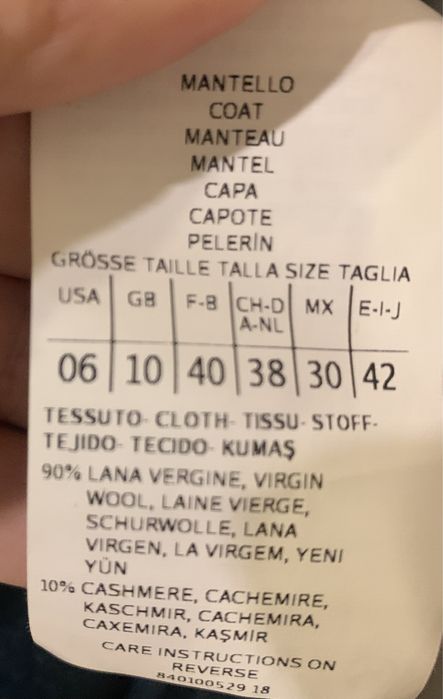 MANTELLO
COAT
MANTEAU
MANTEL
CAPA
CAPOTE
PELERİN
GRÖSSE TAILLE TALLA SIZE TAGLIA
USA GB F-B CH-D A-NL MX E-I-J
06 10 40 38 30 42
TESSUTO- CLOTH- TISSU- STOFF-
TEJIDO- TECIDO- KUMAŞ
90% LANA VERGINE, VIRGIN
WOOL, LAINE VIERGE,
SCHURWOLLE, LANA
VIRGEN, LA VIRGEM, YENI
YÜN
10% CASHMERE, CACHEMIRE,
KASCHMIR, CACHEMIRA,
CAXEMIRA, KAŞMİR
CARE INSTRUCTIONS ON
REVERSE
840100529 18